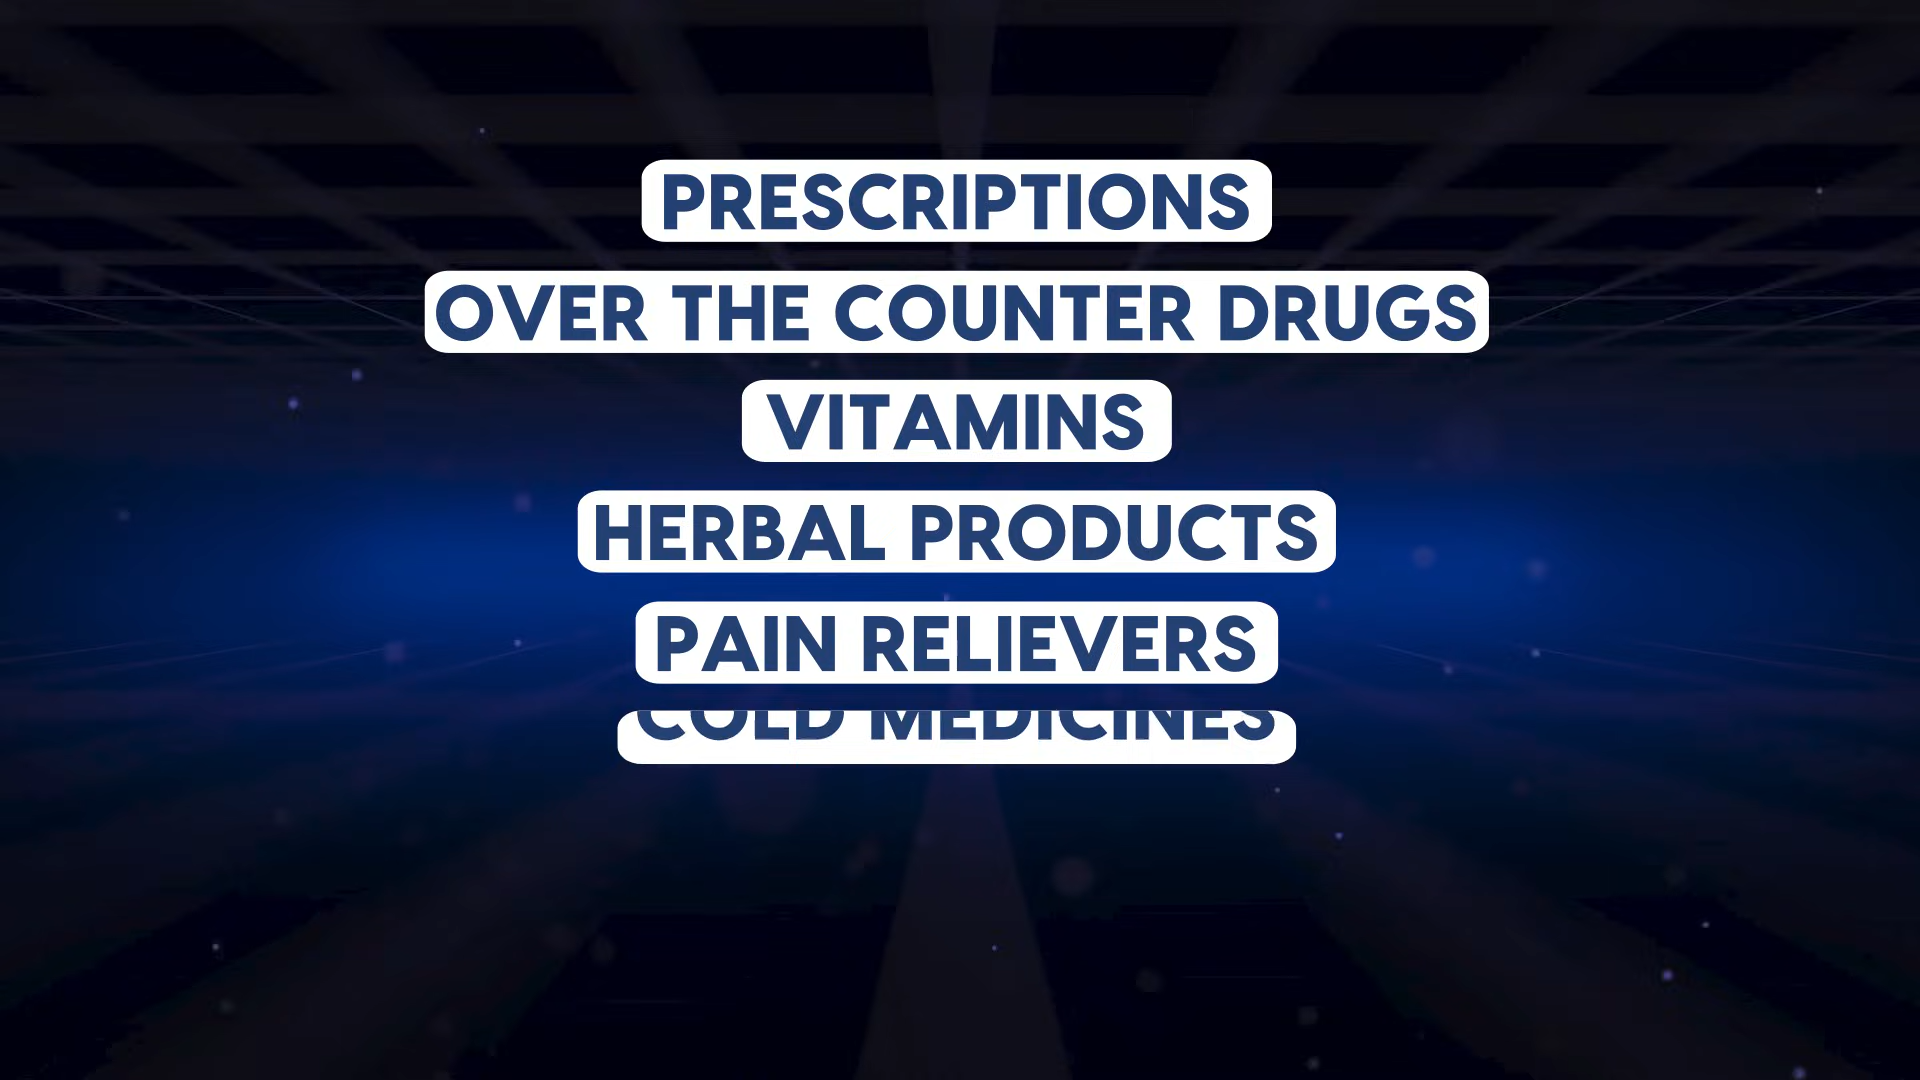 PRESCRIPTIONS
OVER THE COUNTER DRUGS
VITAMINS
HERBAL PRODUCTS
PAIN RELIEVERS
COLD MEDICINES